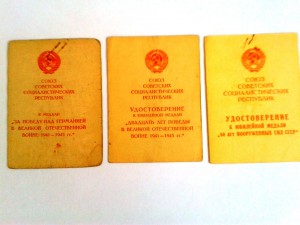 СОЮЗ
СОВЕТСКИХ
СОЦИАЛИСТИЧЕСКИХ
РЕСПУБЛИК
К МЕДАЛИ
„ЗА ПОБЕДУ НАД ГЕРМАНИЕЙ
В ВЕЛИКОЙ ОТЕЧЕСТВЕННОЙ
ВОЙНЕ 1941—1945 гг."
СОЮЗ
СОВЕТСКИХ
СОЦИАЛИСТИЧЕСКИХ
РЕСПУБЛИК
УДОСТОВЕРЕНИЕ
К ЮБИЛЕЙНОЙ МЕДАЛИ
„ДВАДЦАТЬ ЛЕТ ПОБЕДЫ
В ВЕЛИКОЙ ОТЕЧЕСТВЕННОЙ
ВОЙНЕ 1941—1945 гг."
СОЮЗ
СОВЕТСКИХ
СОЦИАЛИСТИЧЕСКИХ
РЕСПУБЛИК
УДОСТОВЕРЕНИЕ
К ЮБИЛЕЙНОЙ МЕДАЛИ
ЛЕТ ВООРУЖЕННЫХ СИЛ СССР"